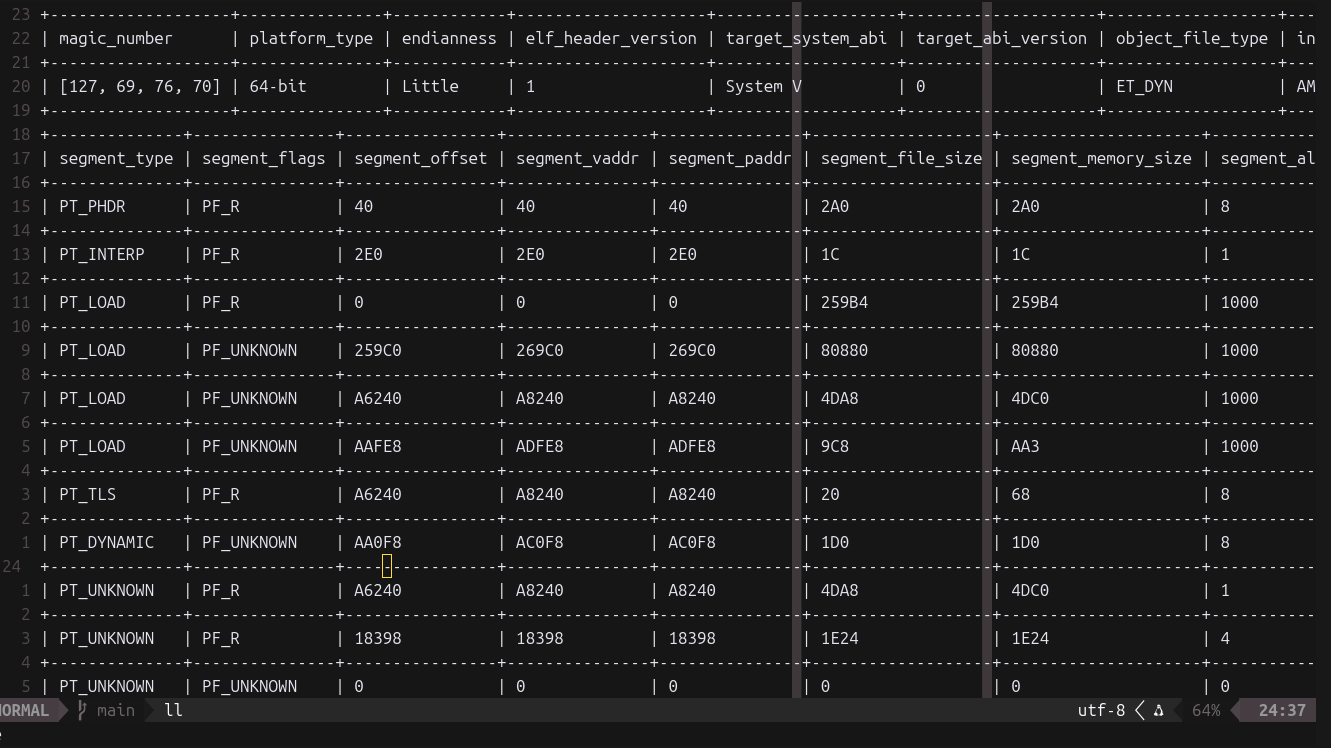 23 +-------------------+---------------+------------+--------------------+-------------------+--------------------+------------------+---
22 | magic_number      | platform_type | endianness | elf_header_version | target_system_abi | target_abi_version | object_file_type | in
21 +-------------------+---------------+------------+--------------------+-------------------+--------------------+------------------+---
20 | [127, 69, 76, 70] | 64-bit        | Little     | 1                  | System V          | 0                  | ET_DYN           | AM
19 +-------------------+---------------+------------+--------------------+-------------------+--------------------+------------------+---
18 +--------------+---------------+----------------+---------------+---------------+-------------------+---------------------+-----------
17 | segment_type | segment_flags | segment_offset | segment_vaddr | segment_paddr | segment_file_size | segment_memory_size | segment_al
16 +--------------+---------------+----------------+---------------+---------------+-------------------+---------------------+-----------
15 | PT_PHDR      | PF_R          | 40             | 40            | 40            | 2A0               | 2A0                 | 8
14 +--------------+---------------+----------------+---------------+---------------+-------------------+---------------------+-----------
13 | PT_INTERP    | PF_R          | 2E0            | 2E0           | 2E0           | 1C                | 1C                  | 1
12 +--------------+---------------+----------------+---------------+---------------+-------------------+---------------------+-----------
11 | PT_LOAD      | PF_R          | 0              | 0             | 0             | 259B4             | 259B4               | 1000
10 +--------------+---------------+----------------+---------------+---------------+-------------------+---------------------+-----------
9 | PT_LOAD      | PF_UNKNOWN    | 259C0          | 269C0         | 269C0         | 80880             | 80880               | 1000
8 +--------------+---------------+----------------+---------------+---------------+-------------------+---------------------+-----------
7 | PT_LOAD      | PF_UNKNOWN    | A6240          | A8240         | A8240         | 4DA8              | 4DC0                | 1000
6 +--------------+---------------+----------------+---------------+---------------+-------------------+---------------------+-----------
5 | PT_LOAD      | PF_UNKNOWN    | AAFE8          | ADFE8         | ADFE8         | 9C8               | AA3                 | 1000
4 +--------------+---------------+----------------+---------------+---------------+-------------------+---------------------+-----------
3 | PT_TLS       | PF_R          | A6240          | A8240         | A8240         | 20                | 68                  | 8
2 +--------------+---------------+----------------+---------------+---------------+-------------------+---------------------+-----------
1 | PT_DYNAMIC   | PF_UNKNOWN    | AA0F8          | AC0F8         | AC0F8         | 1D0               | 1D0                 | 8
24 +--------------+---------------+----------------+---------------+---------------+-------------------+---------------------+-----------
1 | PT_UNKNOWN   | PF_R          | A6240          | A8240         | A8240         | 4DA8              | 4DC0                | 1
2 +--------------+---------------+----------------+---------------+---------------+-------------------+---------------------+-----------
3 | PT_UNKNOWN   | PF_R          | 18398          | 18398         | 18398         | 1E24              | 1E24                | 4
4 +--------------+---------------+----------------+---------------+---------------+-------------------+---------------------+-----------
5 | PT_UNKNOWN   | PF_UNKNOWN    | 0              | 0             | 0             | 0                 | 0                   | 0
ORMAL main ll utf-8 64% 24:37